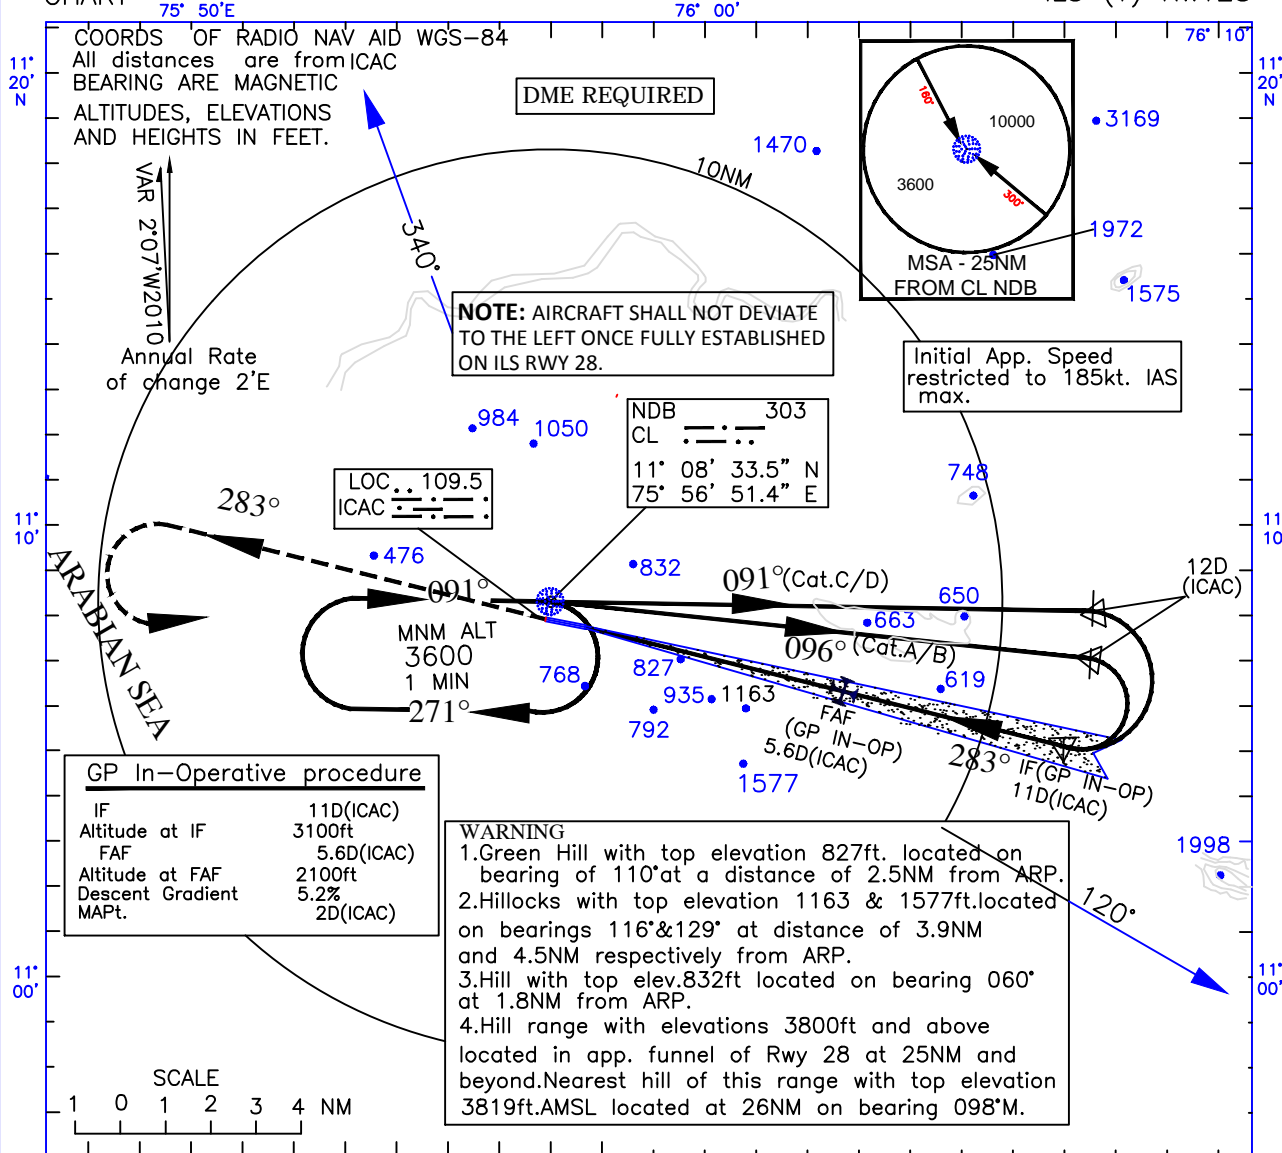 75° 50'E
76° 00'
76° 10'
11°
20'
N
11°
20'
N
COORDS OF RADIO NAV AID WGS-84
All distances are from ICAC
BEARING ARE MAGNETIC
ALTITUDES, ELEVATIONS
AND HEIGHTS IN FEET.
DME REQUIRED
1470
10NM
160°
10000
3600
300°
MSA - 25NM
FROM CL NDB
3169
1972
1575
VAR 2°07'W2010
Annual Rate
of change 2'E
340°
NOTE: AIRCRAFT SHALL NOT DEVIATE
TO THE LEFT ONCE FULLY ESTABLISHED
ON ILS RWY 28.
Initial App. Speed
restricted to 185kt. IAS
max.
984
1050
NDB 303
CL
11° 08' 33.5" N
75° 56' 51.4" E
748
LOC 109.5
ICAC
283°
11°
10'
11°
10'
476
832
091°
091°(Cat.C/D)
650
12D
(ICAC)
663
096°(Cat.A/B)
MNM ALT
3600
1 MIN
271°
768
827
935
1163
792
619
1577
FAF
(GP IN-OP)
5.6D(ICAC)
283°
IF(GP IN-OP)
11D(ICAC)
ARABIAN SEA
GP In-Operative procedure
IF 11D(ICAC)
Altitude at IF 3100ft
FAF 5.6D(ICAC)
Altitude at FAF 2100ft
Descent Gradient 5.2%
MAPt. 2D(ICAC)
WARNING
1.Green Hill with top elevation 827ft. located on
bearing of 110°at a distance of 2.5NM from ARP.
2.Hillocks with top elevation 1163 & 1577ft.located
on bearings 116°&129° at distance of 3.9NM
and 4.5NM respectively from ARP.
3.Hill with top elev.832ft located on bearing 060°
at 1.8NM from ARP.
4.Hill range with elevations 3800ft and above
located in app. funnel of Rwy 28 at 25NM and
beyond.Nearest hill of this range with top elevation
3819ft.AMSL located at 26NM on bearing 098°M.
1998
120°
11°
00'
11°
00'
SCALE
1 0 1 2 3 4 NM